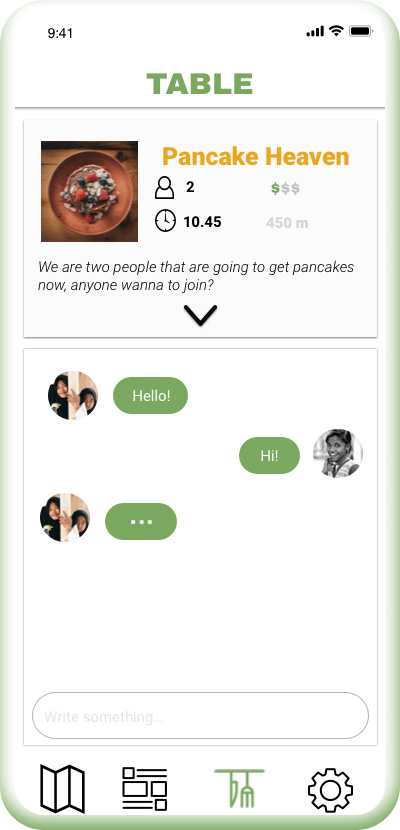 9:41
TABLE
Pancake Heaven
2
$$$
10.45
450 m
We are two people that are going to get pancakes
now, anyone wanna to join?
Hello!
Hi!
Write something...